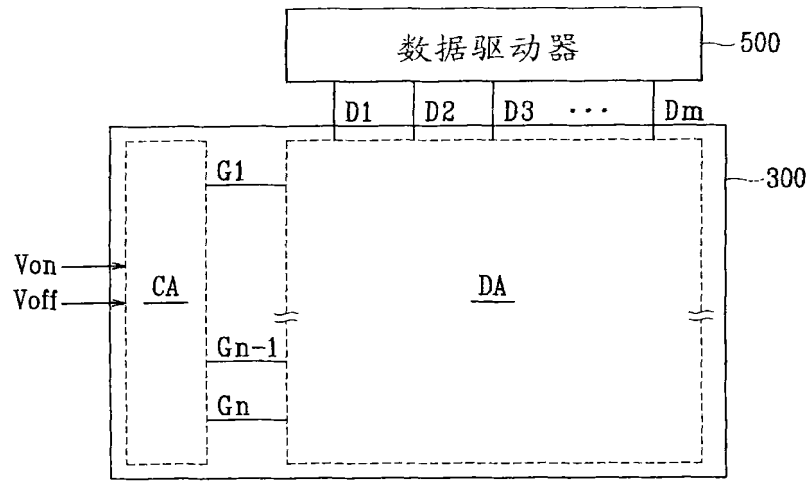 数据驱动器
500
D1 D2 D3 ··· Dm
G1
300
Von
CA
DA
Voff
Gn-1
Gn